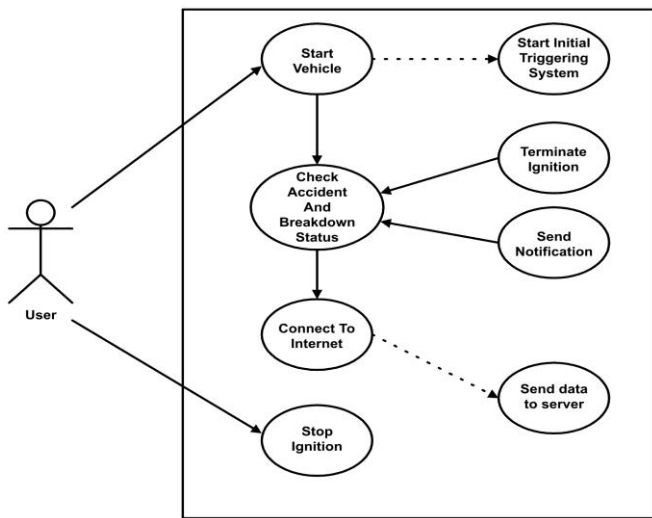 Start
Vehicle
Start Initial
Triggering
System
Check
Accident
And
Breakdown
Status
Terminate
Ignition
Send
Notification
User
Connect To
Internet
Send data
to server
Stop
Ignition